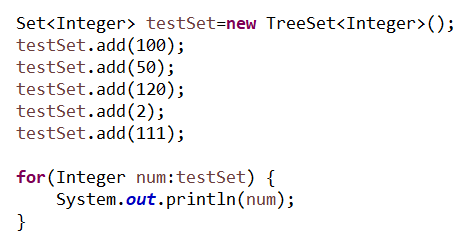 Set<Integer> testSet=new TreeSet<Integer>();
testSet.add(100);
testSet.add(50);
testSet.add(120);
testSet.add(2);
testSet.add(111);
for(Integer num:testSet) {
    System.out.println(num);
}